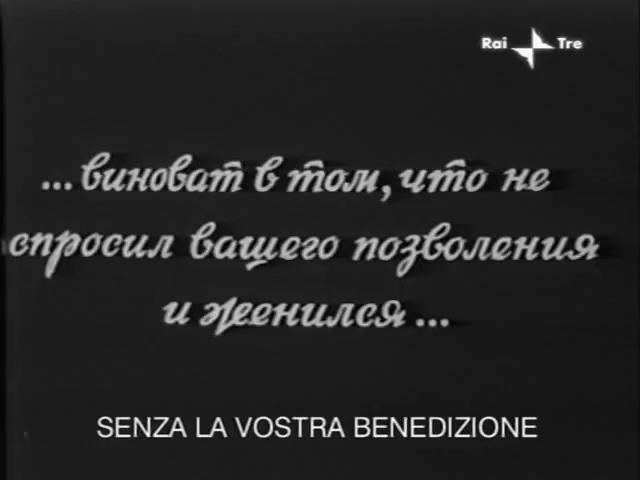 Rai Tre
...виноват в том, что не
спросил вашего позволения
и женился...
SENZA LA VOSTRA BENEDIZIONE